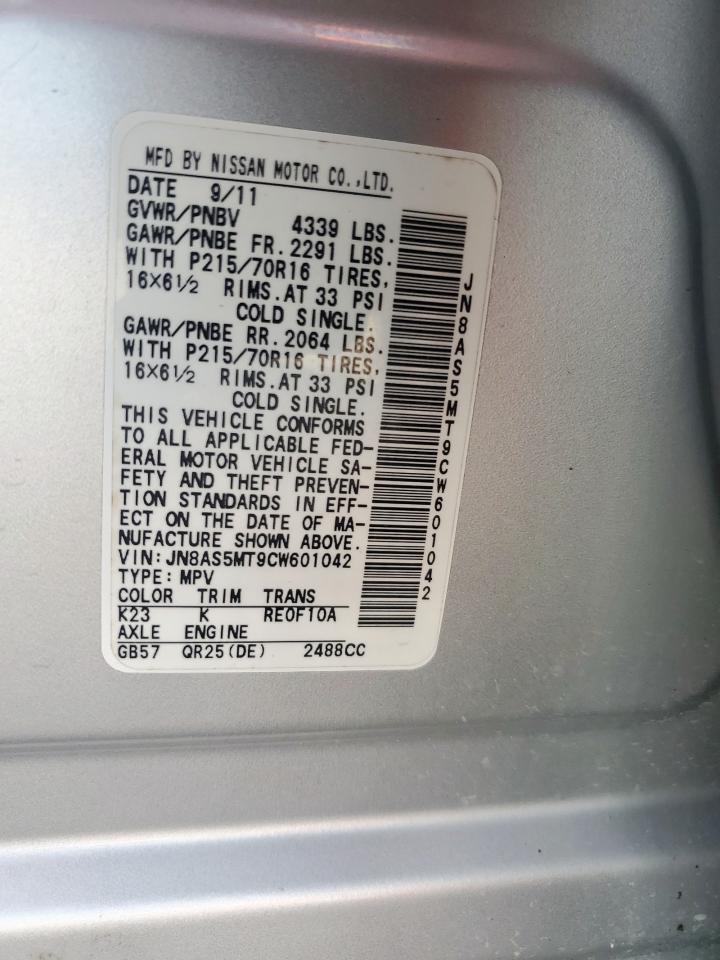 MFD BY NISSAN MOTOR CO.,LTD.
DATE 9/11
GVWR/PNBV 4339 LBS.
GAWR/PNBE FR. 2291 LBS.
WITH P215/70R16 TIRES,
16×6½ RIMS.AT 33 PSI
COLD SINGLE.
GAWR/PNBE RR. 2064 LBS.
WITH P215/70R16 TIRES,
16×6½ RIMS.AT 33 PSI
COLD SINGLE.
THIS VEHICLE CONFORMS
TO ALL APPLICABLE FED-
ERAL MOTOR VEHICLE SA-
FETY AND THEFT PREVEN-
TION STANDARDS IN EFF-
ECT ON THE DATE OF MA-
NUFACTURE SHOWN ABOVE.
VIN:JN8AS5MT9CW601042
TYPE:MPV
COLOR TRIM TRANS
K23 K RE0F10A
AXLE ENGINE
GB57 QR25(DE) 2488CC
JN8AS5MT9CW601042